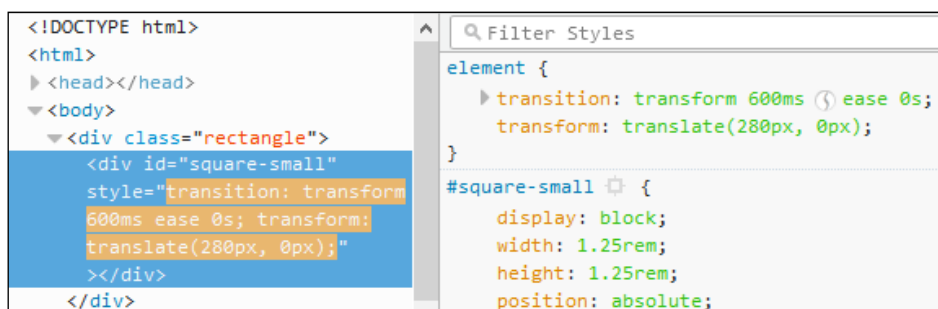 <!DOCTYPE html>
<html>
<head></head>
<body>
<div class="rectangle">
<div id="square-small"
style="transition: transform
600ms ease 0s; transform:
translate(280px, 0px);"
></div>
</div>
Filter Styles
element {
transition: transform 600ms ease 0s;
transform: translate(280px, 0px);
}
#square-small {
display: block;
width: 1.25rem;
height: 1.25rem;
position: absolute;